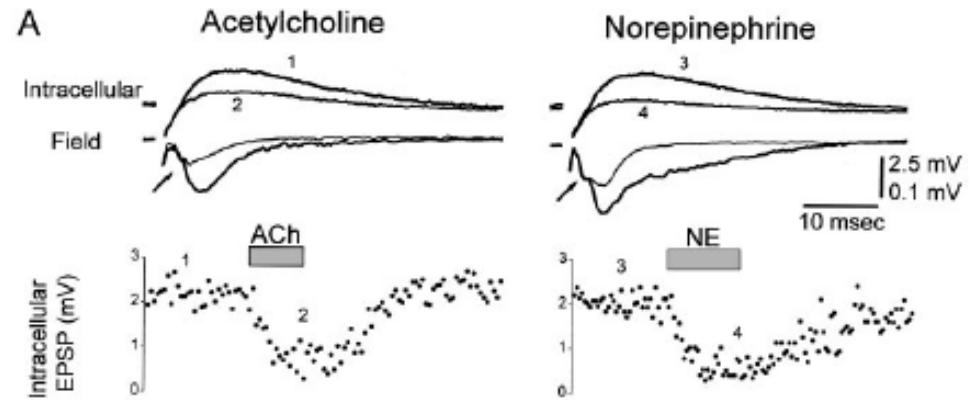 A
Acetylcholine
Norepinephrine
Intracellular
1
2
3
4
Field
2.5 mV
0.1 mV
10 msec
ACh
NE
Intracellular
EPSP (mV)
3
2
1
0
1
2
3
2
1
0
3
4